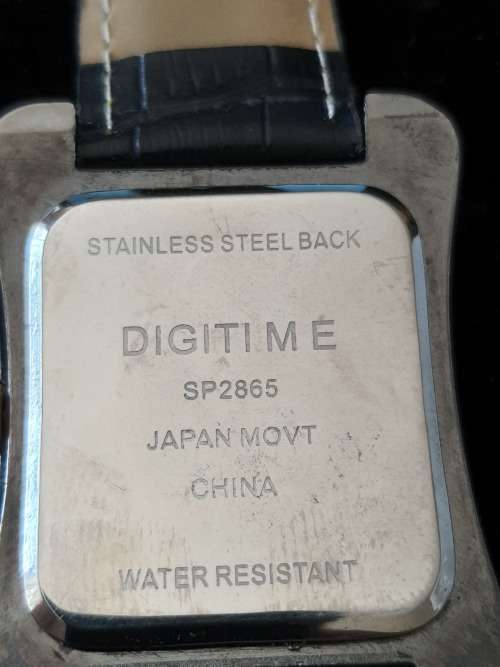 STAINLESS STEEL BACK
DIGITIME
SP2865
JAPAN MOVT
CHINA
WATER RESISTANT